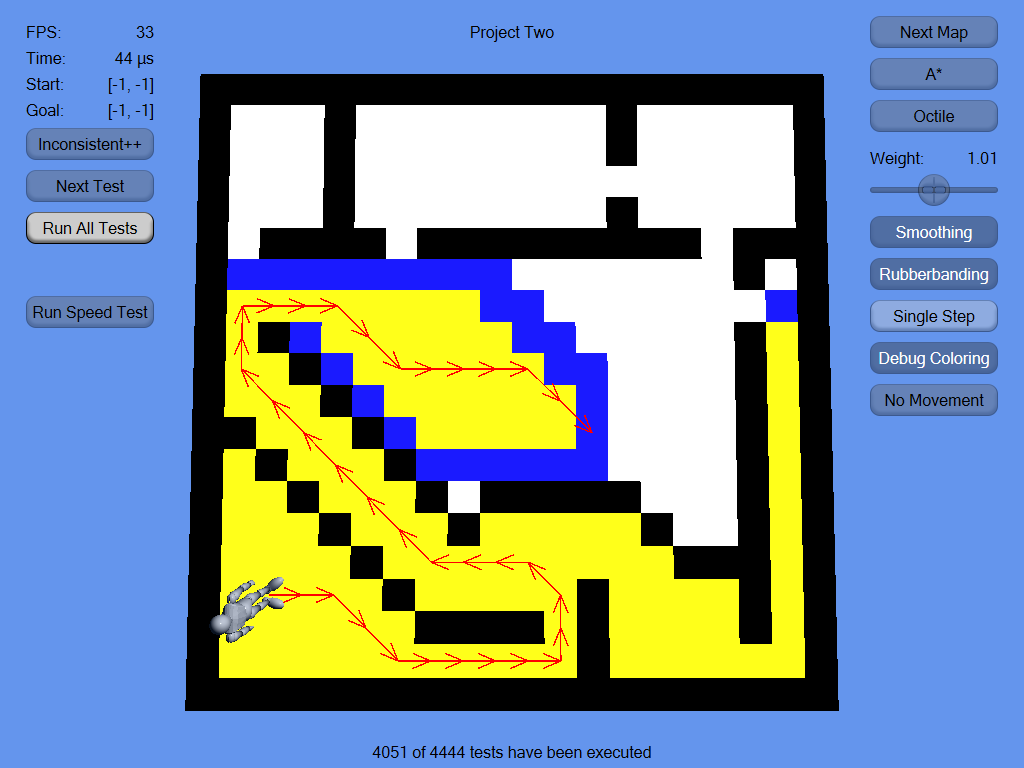 FPS: 33
Time: 44 µs
Start: [-1, -1]
Goal: [-1, -1]
Inconsistent++
Next Test
Run All Tests
Run Speed Test
Project Two
Next Map
A*
Octile
Weight: 1.01
Smoothing
Rubberbanding
Single Step
Debug Coloring
No Movement
4051 of 4444 tests have been executed